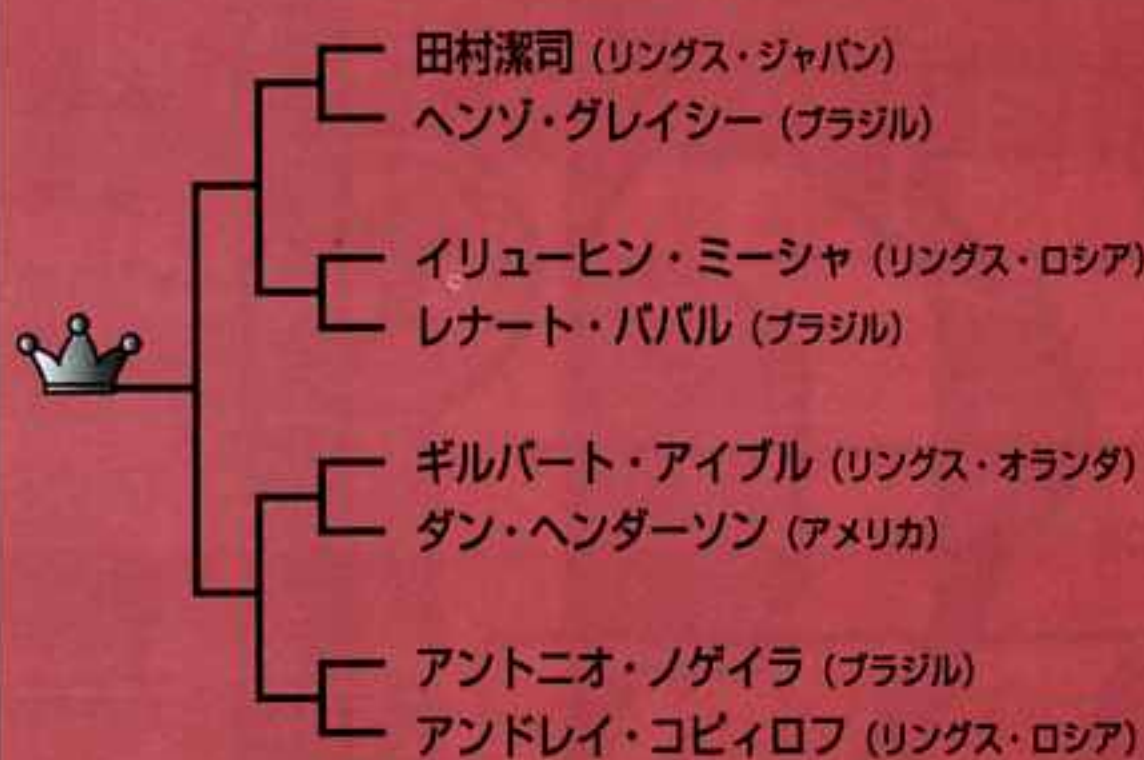 田村潔司（リングス・ジャパン）
ヘンゾ・グレイシー（ブラジル）
イリューヒン・ミーシャ（リングス・ロシア）
レナート・ババル（ブラジル）
ギルバート・アイブル（リングス・オランダ）
ダン・ヘンダーソン（アメリカ）
アントニオ・ノゲイラ（ブラジル）
アンドレイ・コピィロフ（リングス・ロシア）